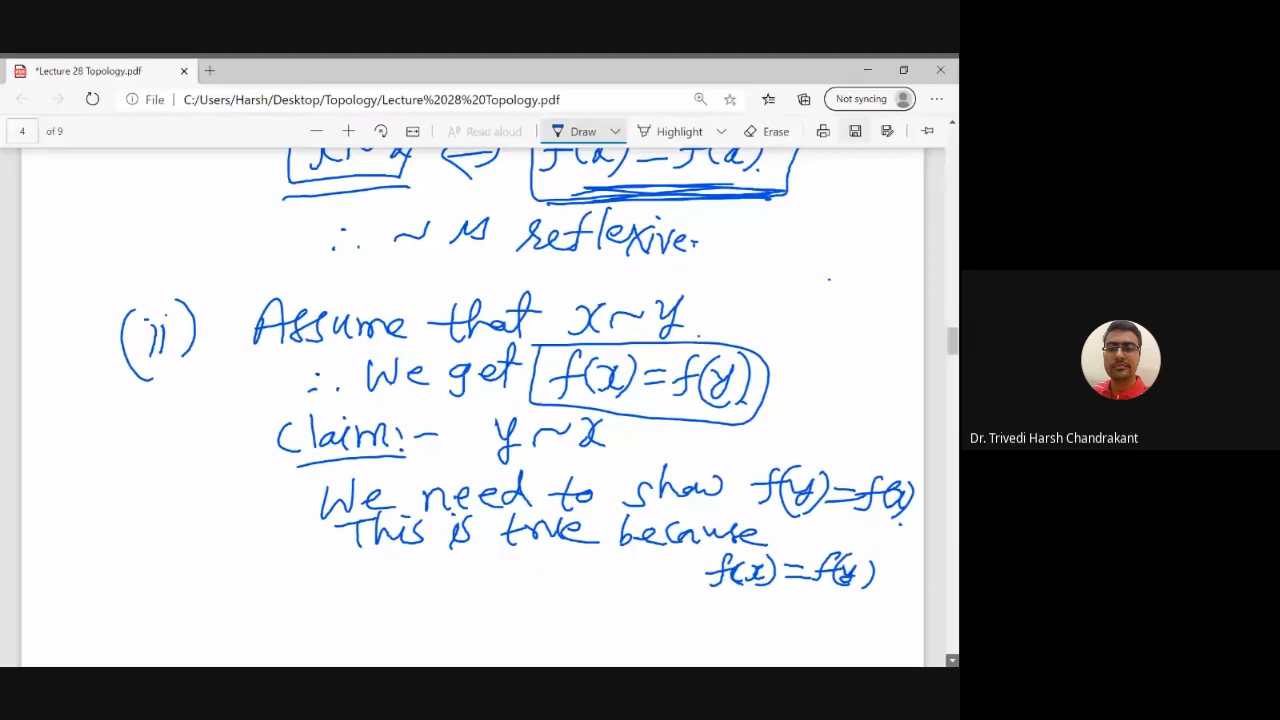 *Lecture 28 Topology.pdf
File C:/Users/Harsh/Desktop/Topology/Lecture%2028%20Topology.pdf Not syncing
4 of 9 Read aloud Draw Highlight Erase
∴ ~ is reflexive.
(ii) Assume that x~y.
∴ We get f(x)=f(y)
Claim:- y~x
We need to show f(y)=f(x).
This is true because
f(x)=f(y)
Dr. Trivedi Harsh Chandrakant